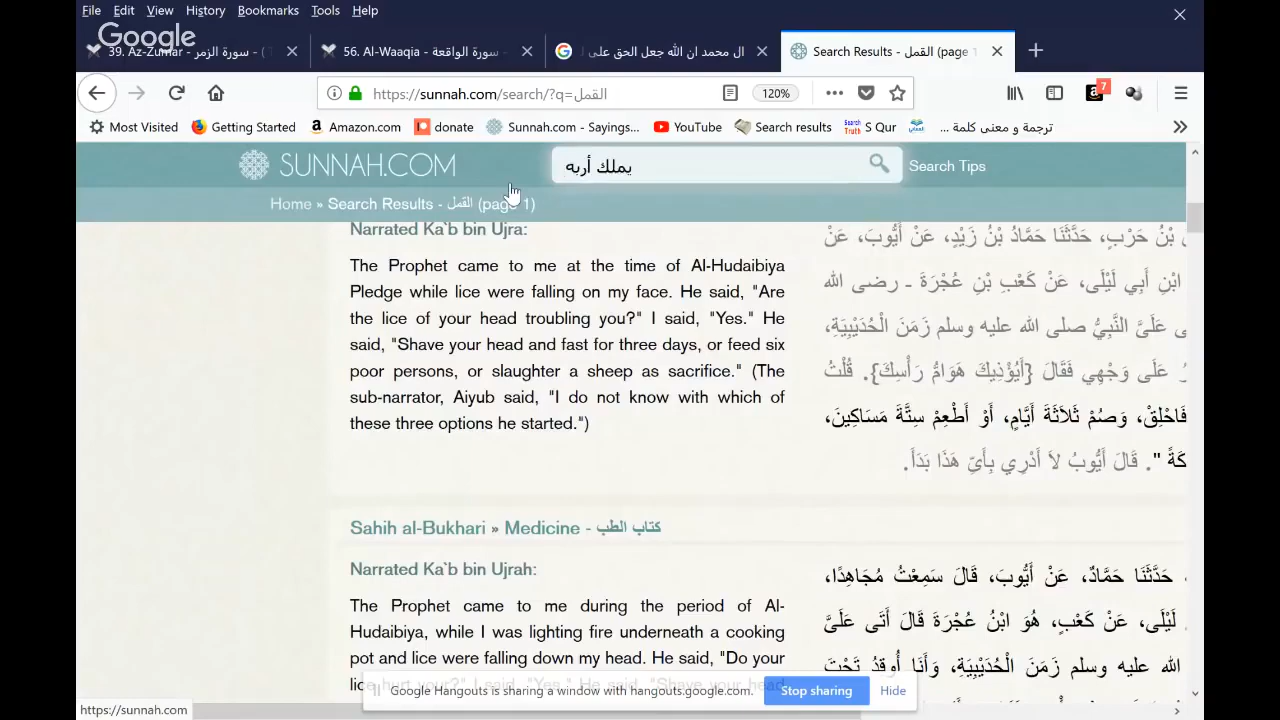 File Edit View History Bookmarks Tools Help
Google
39. Az-Zumar - سورة الزمر - (
56. Al-Waaqia - سورة الواقعة -
ال محمد ان الله جعل الحق على
Search Results - القمل (page 1
https://sunnah.com/search/?q=القمل
120%
7
Most Visited Getting Started Amazon.com donate Sunnah.com - Sayings... YouTube Search results S Qur ترجمة و معنى كلمة ...
SUNNAH.COM
يملك أربه
Search Tips
Home » Search Results - القمل (page 1)
Narrated Ka`b bin Ujra:
The Prophet came to me at the time of Al-Hudaibiya
Pledge while lice were falling on my face. He said, "Are
the lice of your head troubling you?" I said, "Yes." He
said, "Shave your head and fast for three days, or feed six
poor persons, or slaughter a sheep as sacrifice." (The
sub-narrator, Aiyub said, "I do not know with which of
these three options he started.")
بْنُ حَرْبٍ، حَدَّثَنَا حَمَّادُ بْنُ زَيْدٍ، عَنْ أَيُّوبَ، عَنْ
ابْنِ أَبِي لَيْلَى، عَنْ كَعْبِ بْنِ عُجْرَةَ ـ رضى الله
عَلَىَّ النَّبِيُّ صلى الله عليه وسلم زَمَنَ الْحُدَيْبِيَةِ،
عَلَى وَجْهِي فَقَالَ ‏{‏أَيُؤْذِيكَ هَوَامُّ رَأْسِكَ‏}‏‏.‏ قُلْتُ
فَاحْلِقْ، وَصُمْ ثَلاَثَةَ أَيَّامٍ، أَوْ أَطْعِمْ سِتَّةَ مَسَاكِينَ،
كَةً ‏"‏‏.‏ قَالَ أَيُّوبُ لاَ أَدْرِي بِأَىِّ هَذَا بَدَأَ‏.‏
Sahih al-Bukhari » Medicine - كتاب الطب
Narrated Ka`b bin Ujrah:
The Prophet came to me during the period of Al-
Hudaibiya, while I was lighting fire underneath a cooking
pot and lice were falling down my head. He said, "Do your
حَدَّثَنَا حَمَّادٌ، عَنْ أَيُّوبَ، قَالَ سَمِعْتُ مُجَاهِدًا،
لَيْلَى، عَنْ كَعْبٍ، هُوَ ابْنُ عُجْرَةَ قَالَ أَتَى عَلَىَّ
الله عليه وسلم زَمَنَ الْحُدَيْبِيَةِ، وَأَنَا أُوقِدُ تَحْتَ
Google Hangouts is sharing a window with hangouts.google.com. Stop sharing Hide
https://sunnah.com